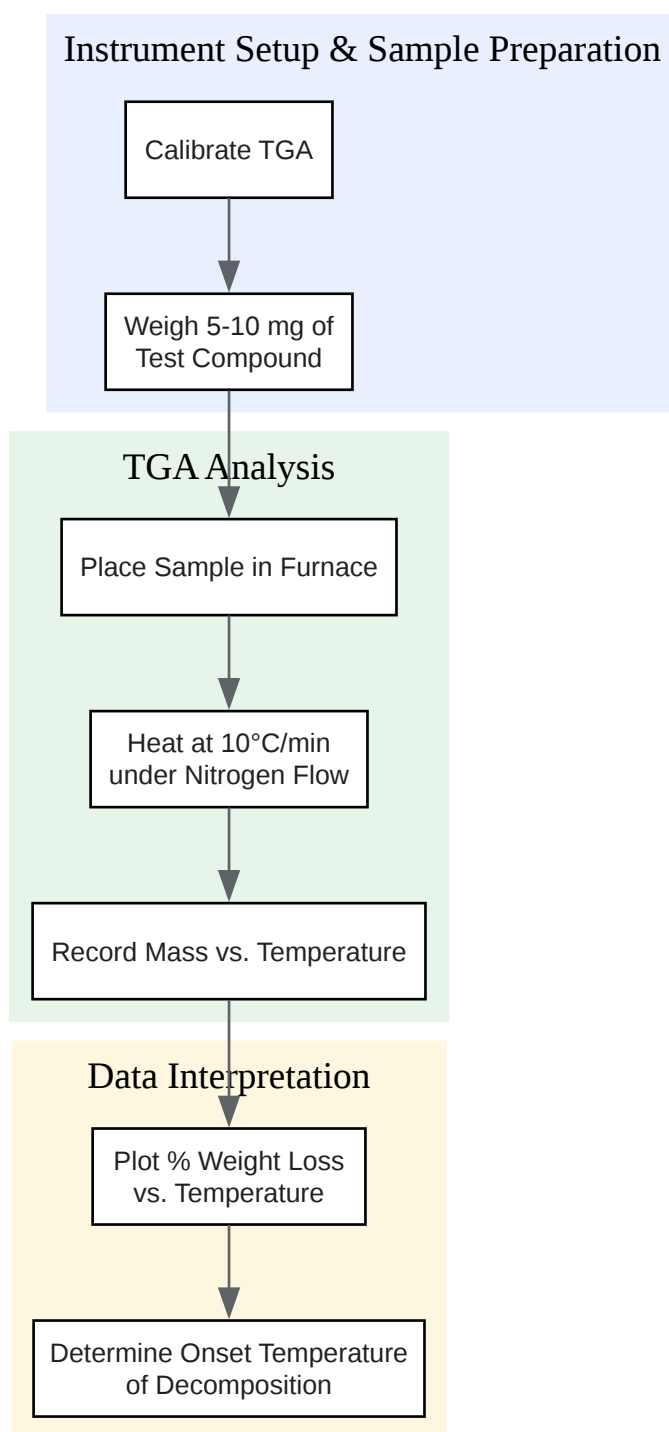 Instrument Setup & Sample Preparation
Calibrate TGA
Weigh 5-10 mg of
Test Compound
TGA Analysis
Place Sample in Furnace
Heat at 10°C/min
under Nitrogen Flow
Record Mass vs. Temperature
Data Interpretation
Plot % Weight Loss
vs. Temperature
Determine Onset Temperature
of Decomposition